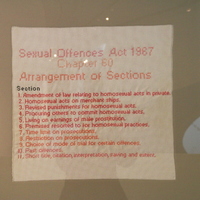 Sexual Offences Act 1967
Chapter 60
Arrangement of Sections
Section
1. Amendment of law relating to homosexual acts in private.
2. Homosexual acts on merchant ships.
3. Revised punishments for homosexual acts.
4. Procuring others to commit homosexual acts.
5. Living on earnings of male prostitution.
6. Premises resorted to for homosexual practices.
7. Time limit on prosecutions.
8. Restriction on prosecutions.
9. Choice of mode of trial for certain offences.
10. Past offences.
11. Short title, citation, interpretation, saving and extent.